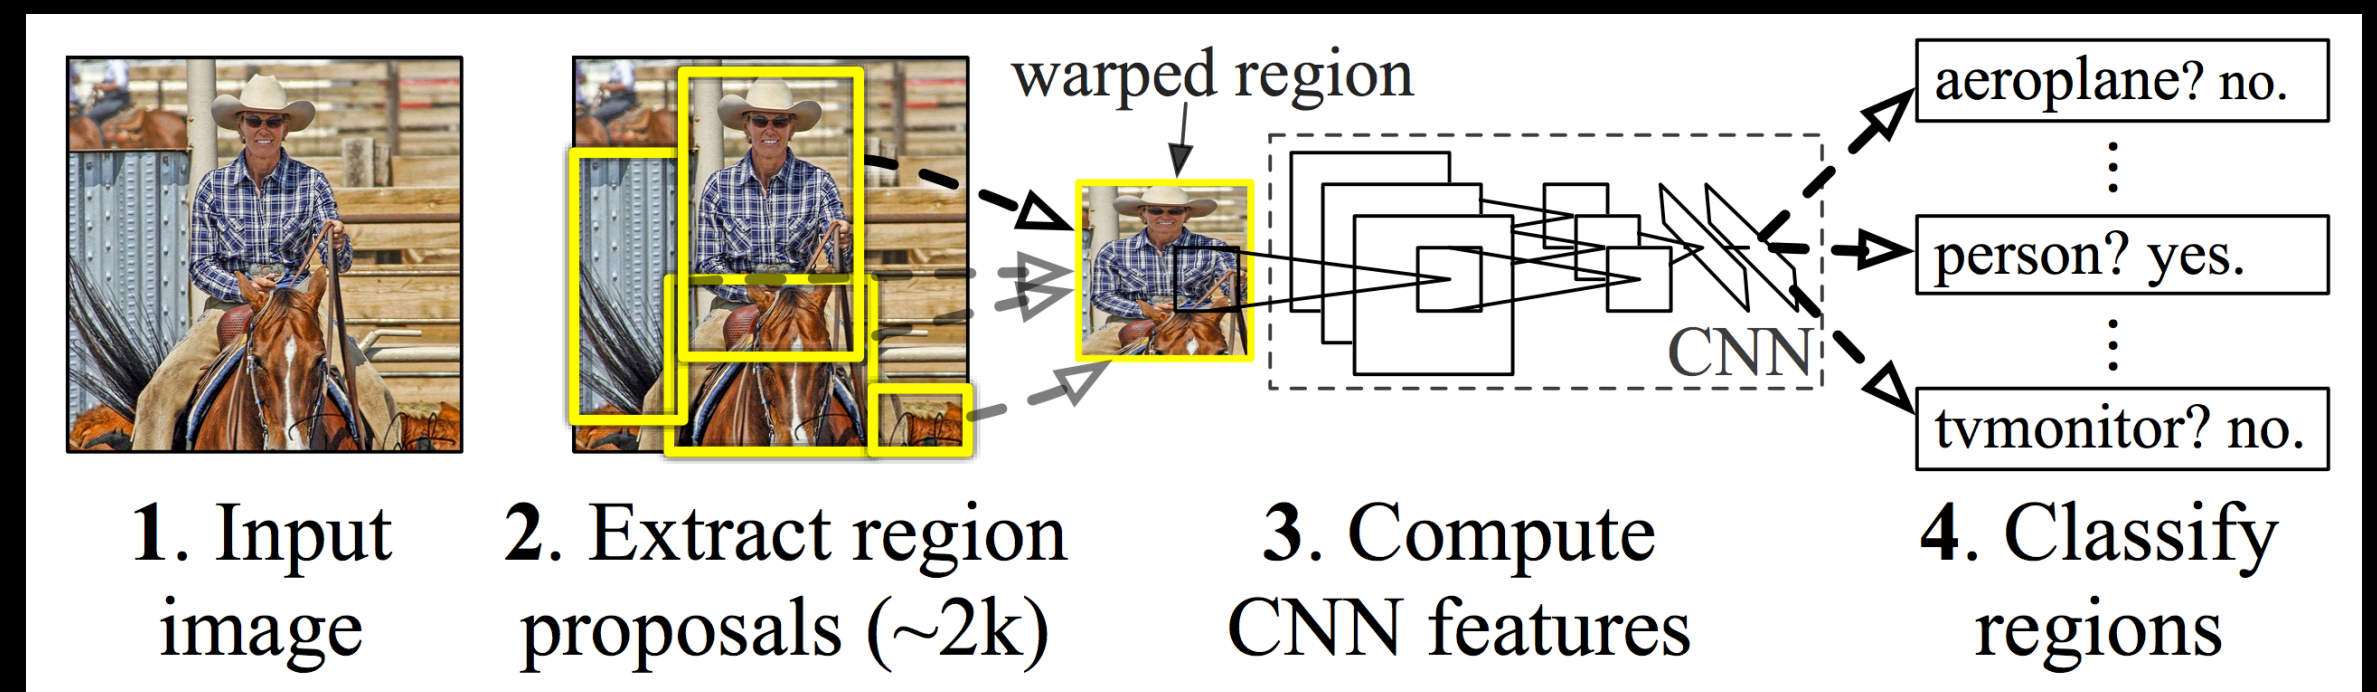 warped region
aeroplane? no.
person? yes.
CNN
tvmonitor? no.
1. Input
image
2. Extract region
proposals (~2k)
3. Compute
CNN features
4. Classify
regions